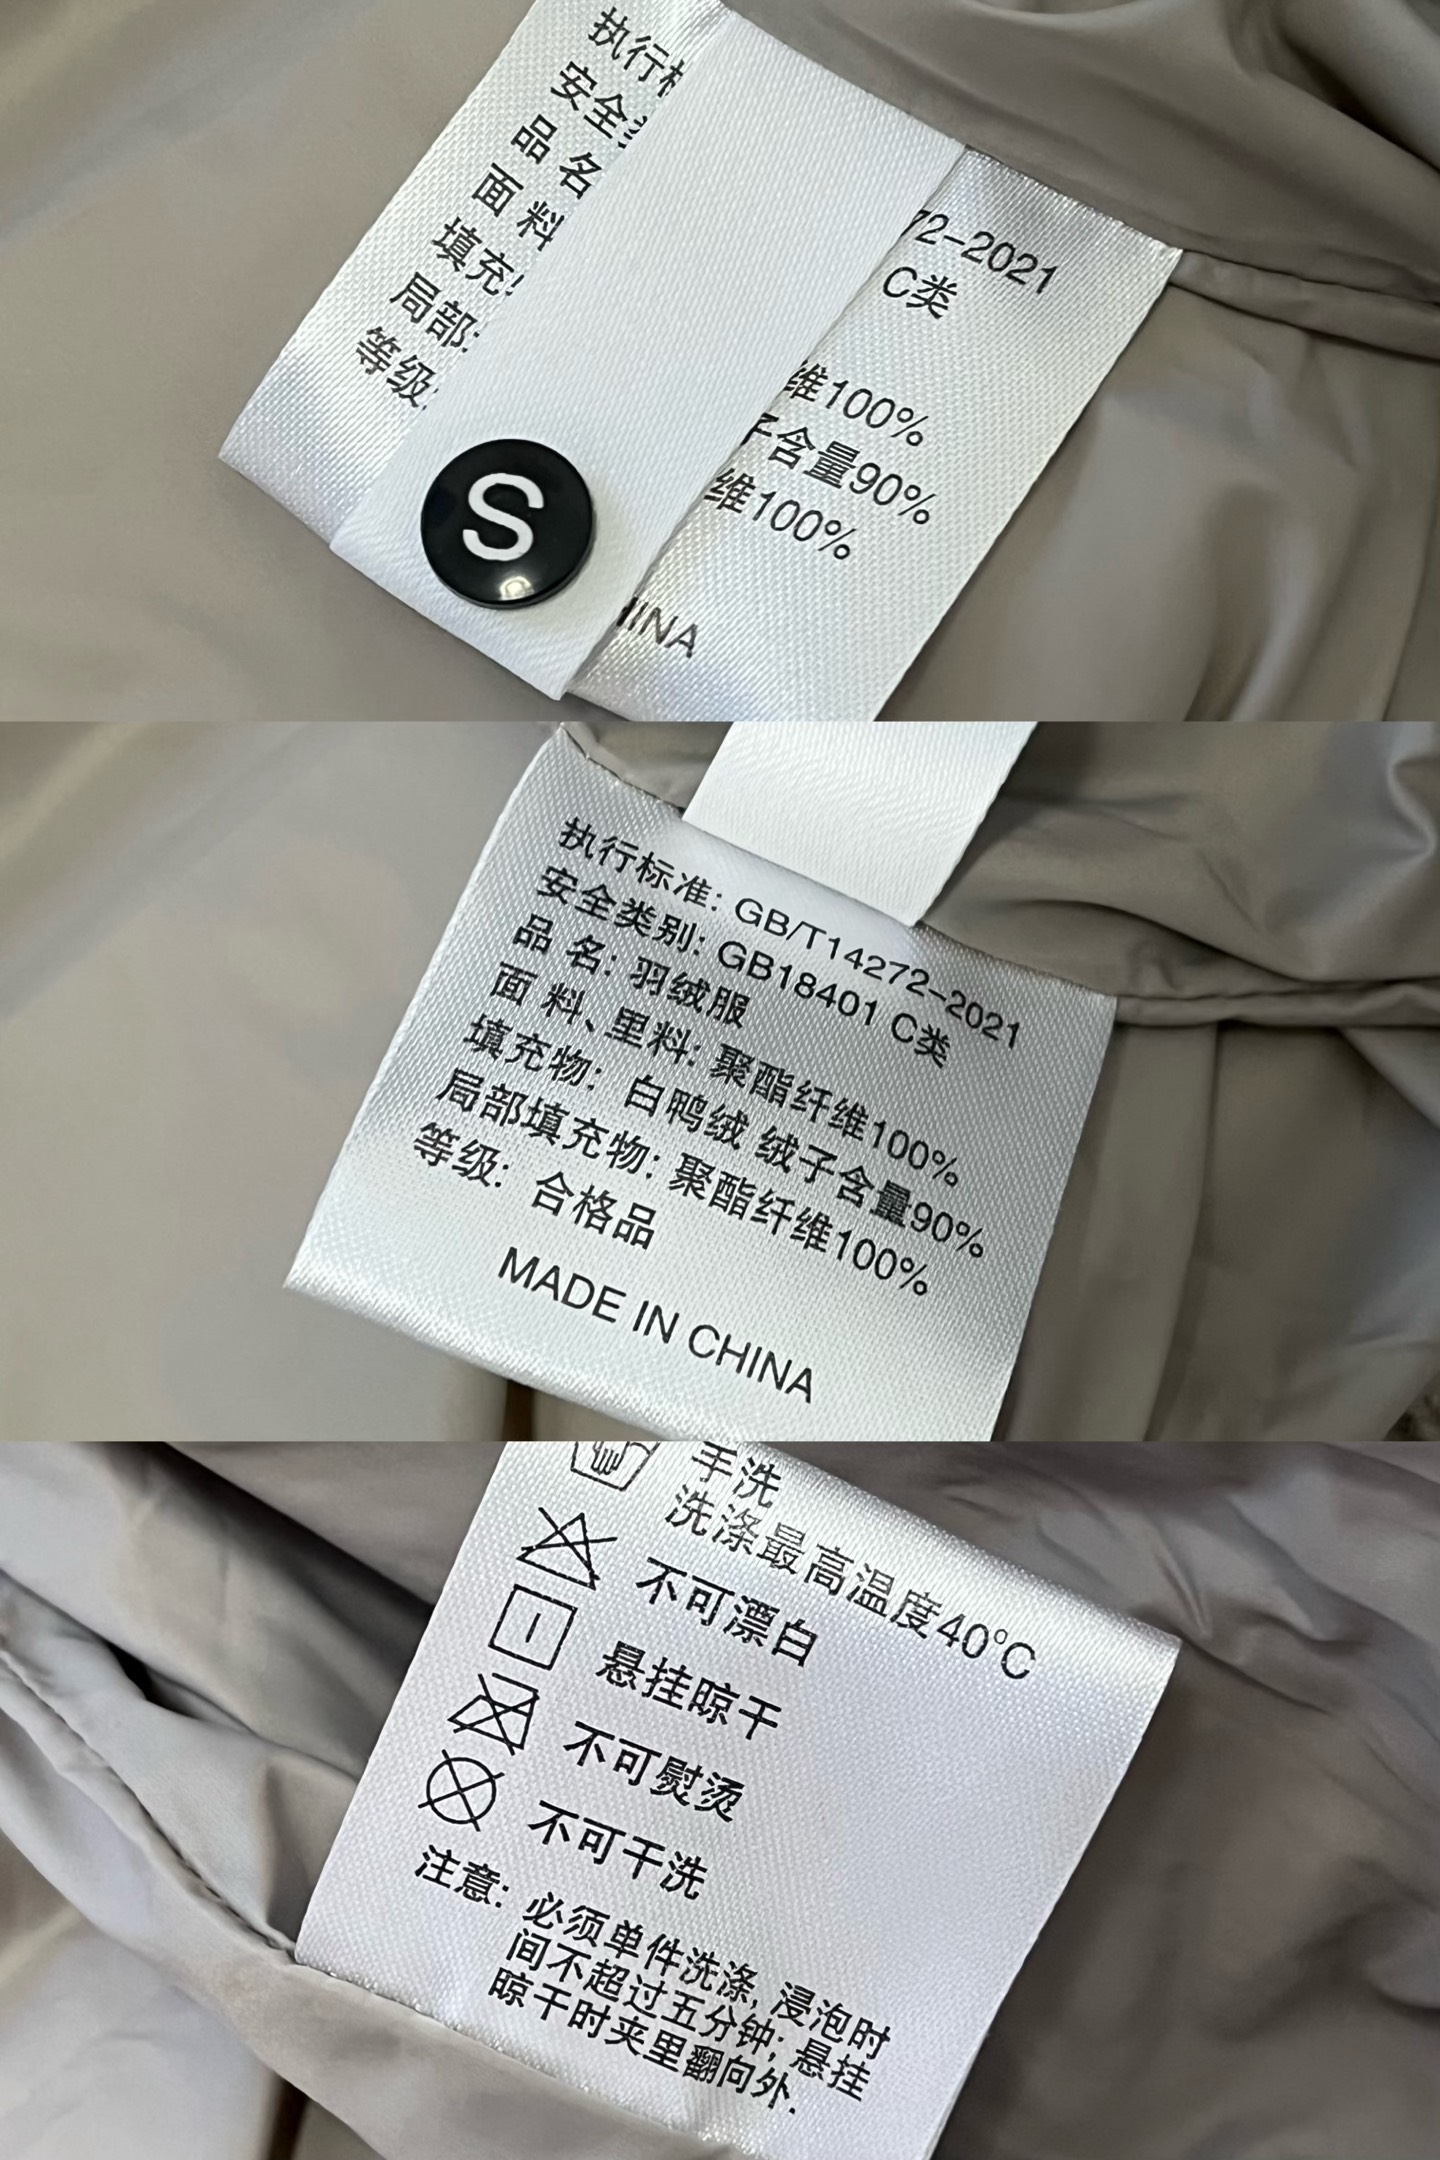 执行标
安全类
品 名
面 料
填充
局部:
等级:
72-2021
C类
维100%
子含量90%
维100%
HINA
S
执行标准: GB/T14272-2021
安全类别: GB18401 C类
品 名: 羽绒服
面 料、里料: 聚酯纤维100%
填充物: 白鸭绒 绒子含量90%
局部填充物: 聚酯纤维100%
等级: 合格品
MADE IN CHINA
手洗
洗涤最高温度40°C
不可漂白
悬挂晾干
不可熨烫
不可干洗
注意: 必须单件洗涤, 浸泡时
间不超过五分钟; 悬挂
晾干时夹里翻向外.